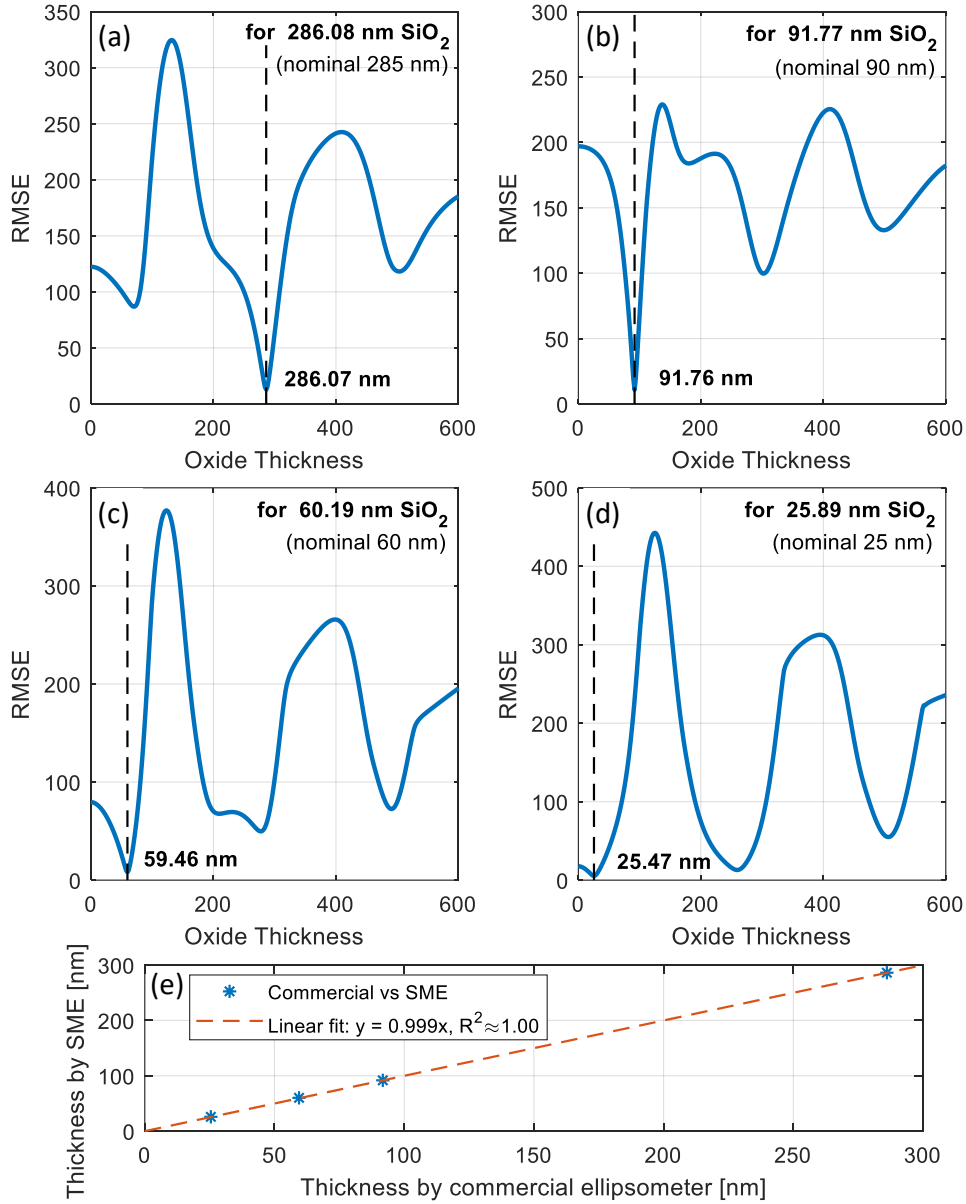 (a)
for 286.08 nm SiO2
(nominal 285 nm)
350
300
250
200
150
100
50
0
RMSE
286.07 nm
0 200 400 600
Oxide Thickness
(b)
for 91.77 nm SiO2
(nominal 90 nm)
300
250
200
150
100
50
0
RMSE
91.76 nm
0 200 400 600
Oxide Thickness
(c)
for 60.19 nm SiO2
(nominal 60 nm)
400
300
200
100
0
RMSE
59.46 nm
0 200 400 600
Oxide Thickness
(d)
for 25.89 nm SiO2
(nominal 25 nm)
500
400
300
200
100
0
RMSE
25.47 nm
0 200 400 600
Oxide Thickness
(e)
Commercial vs SME
Linear fit: y = 0.999x, R²≈1.00
300
200
100
0
Thickness by SME [nm]
0 50 100 150 200 250 300
Thickness by commercial ellipsometer [nm]